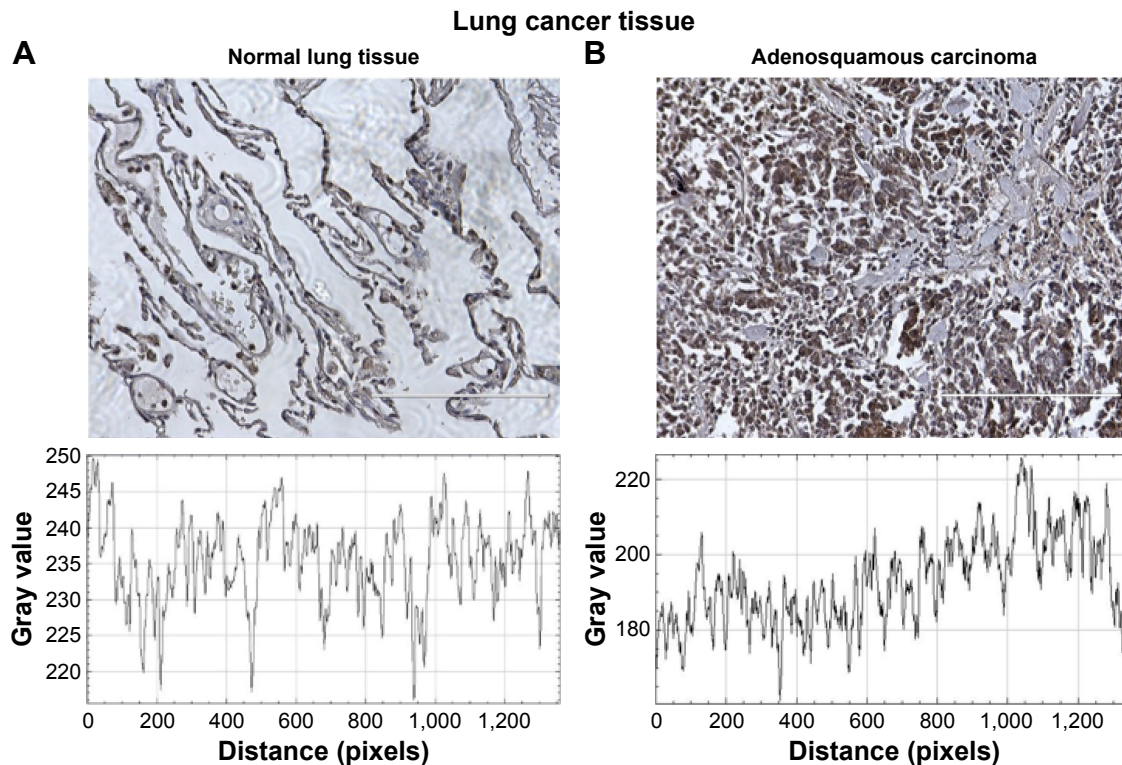 Lung cancer tissue
A
Normal lung tissue
B
Adenosquamous carcinoma
250
245
240
235
230
225
220
Gray value
0 200 400 600 800 1,000 1,200
Distance (pixels)
220
200
180
Gray value
0 200 400 600 800 1,000 1,200
Distance (pixels)